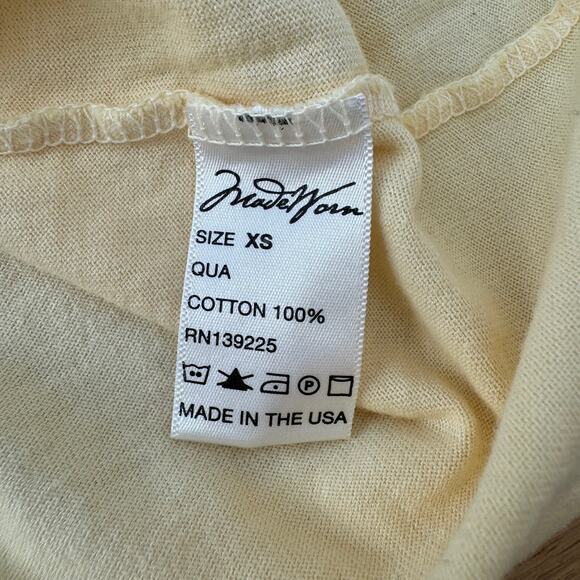 MadeWorn
SIZE XS
QUA
COTTON 100%
RN139225
MADE IN THE USA